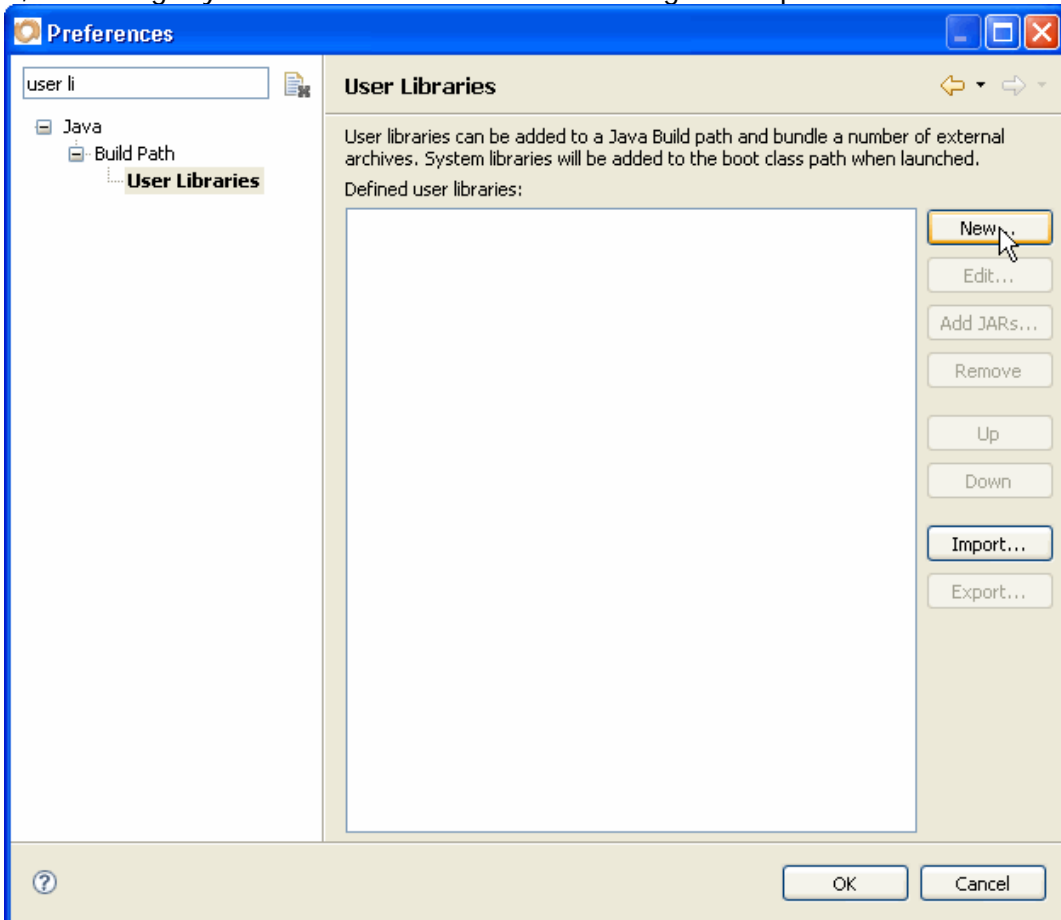 Preferences
user li
User Libraries
Java
Build Path
User Libraries
User libraries can be added to a Java Build path and bundle a number of external
archives. System libraries will be added to the boot class path when launched.
Defined user libraries:
New...
Edit...
Add JARs...
Remove
Up
Down
Import...
Export...
OK
Cancel